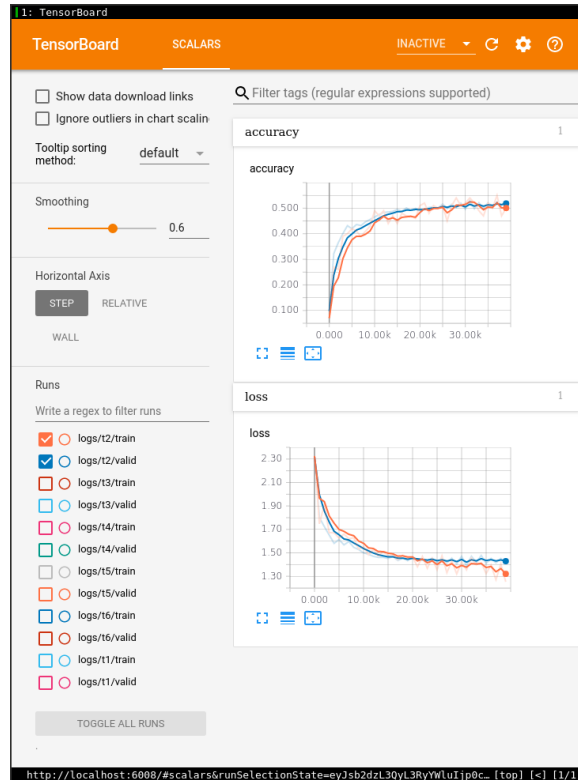 1: TensorBoard
TensorBoard
SCALARS
INACTIVE
Show data download links
Ignore outliers in chart scalin
Tooltip sorting
method:
default
Smoothing
0.6
Horizontal Axis
STEP
RELATIVE
WALL
Runs
Write a regex to filter runs
logs/t2/train
logs/t2/valid
logs/t3/train
logs/t3/valid
logs/t4/train
logs/t4/valid
logs/t5/train
logs/t5/valid
logs/t6/train
logs/t6/valid
logs/t1/train
logs/t1/valid
TOGGLE ALL RUNS
.
Filter tags (regular expressions supported)
accuracy 1
accuracy
0.500
0.400
0.300
0.200
0.100
0.000 10.00k 20.00k 30.00k
loss 1
loss
2.30
2.10
1.90
1.70
1.50
1.30
0.000 10.00k 20.00k 30.00k
http://localhost:6008/#scalars&runSelectionState=eyJsb2dzL3QyL3RyYWluIjp0c… [top] [<] [1/1